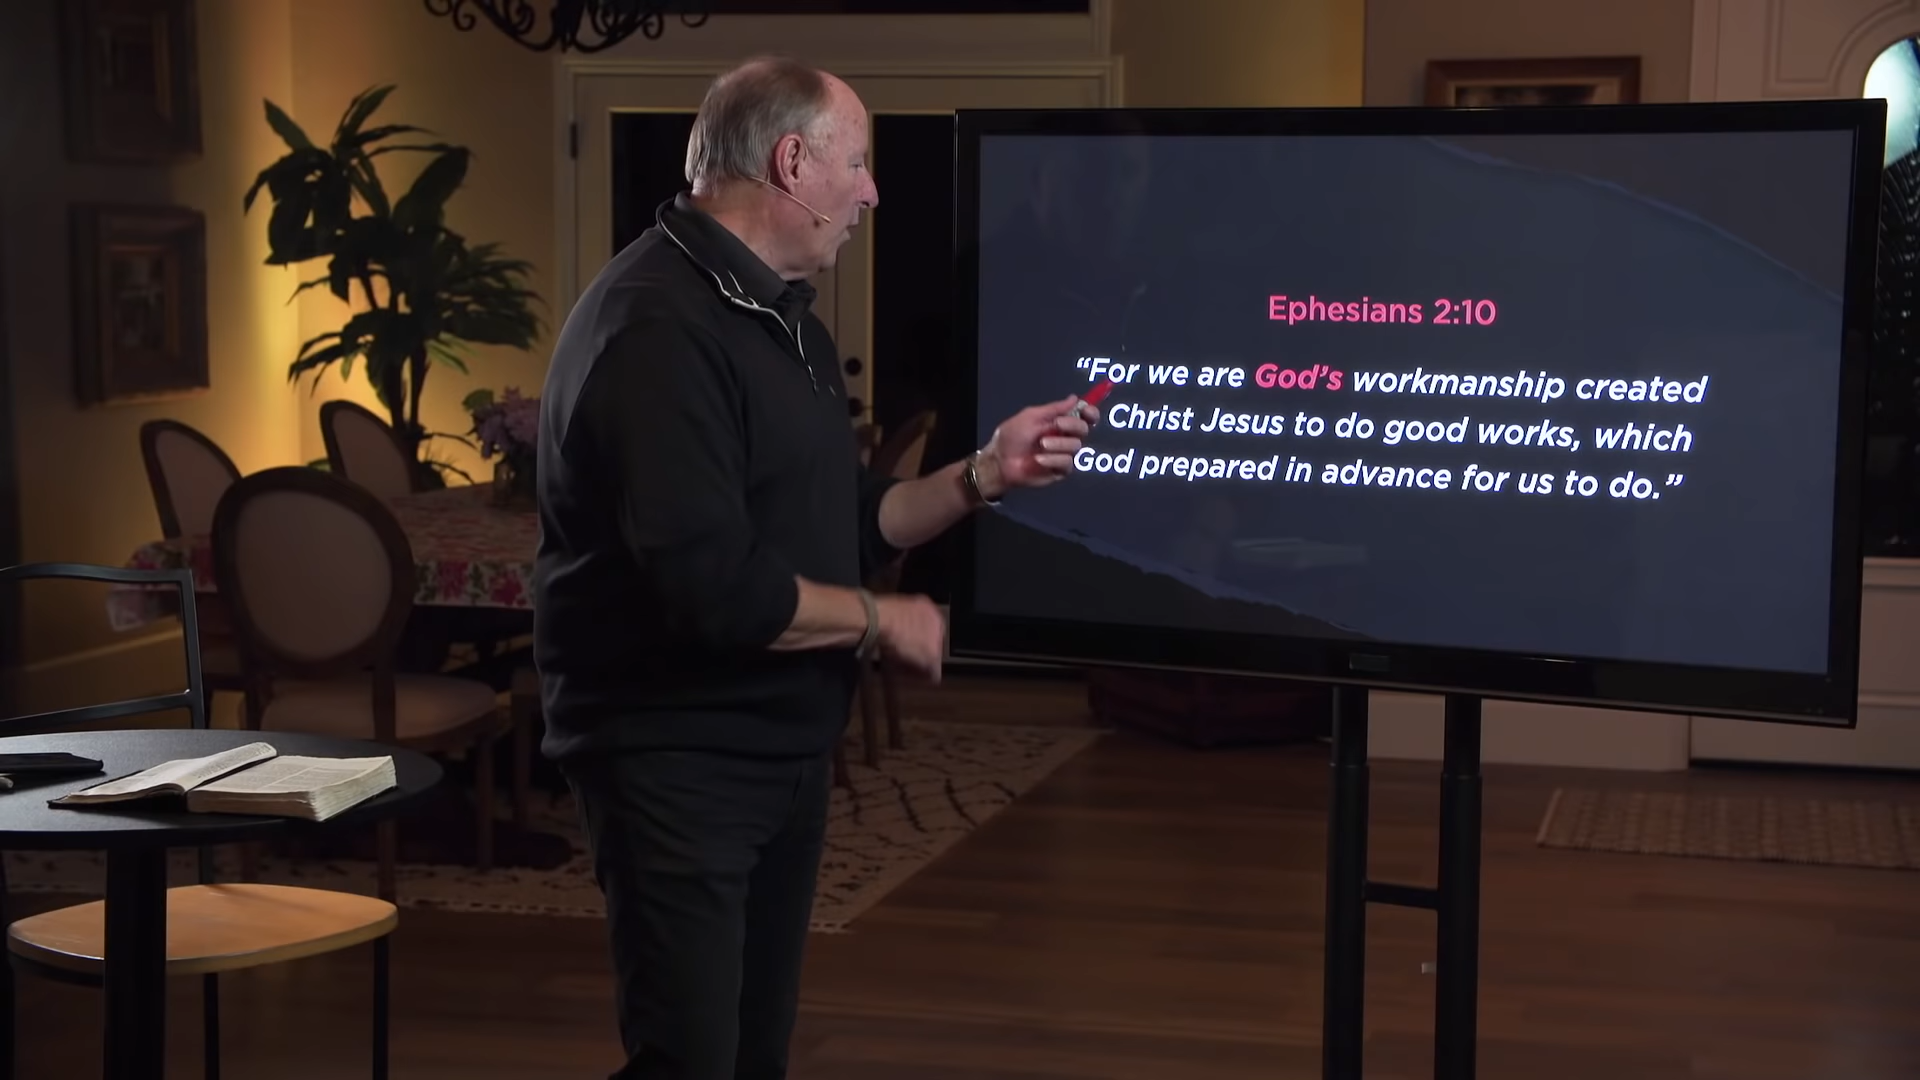 Ephesians 2:10
“For we are God’s workmanship created
Christ Jesus to do good works, which
God prepared in advance for us to do.”